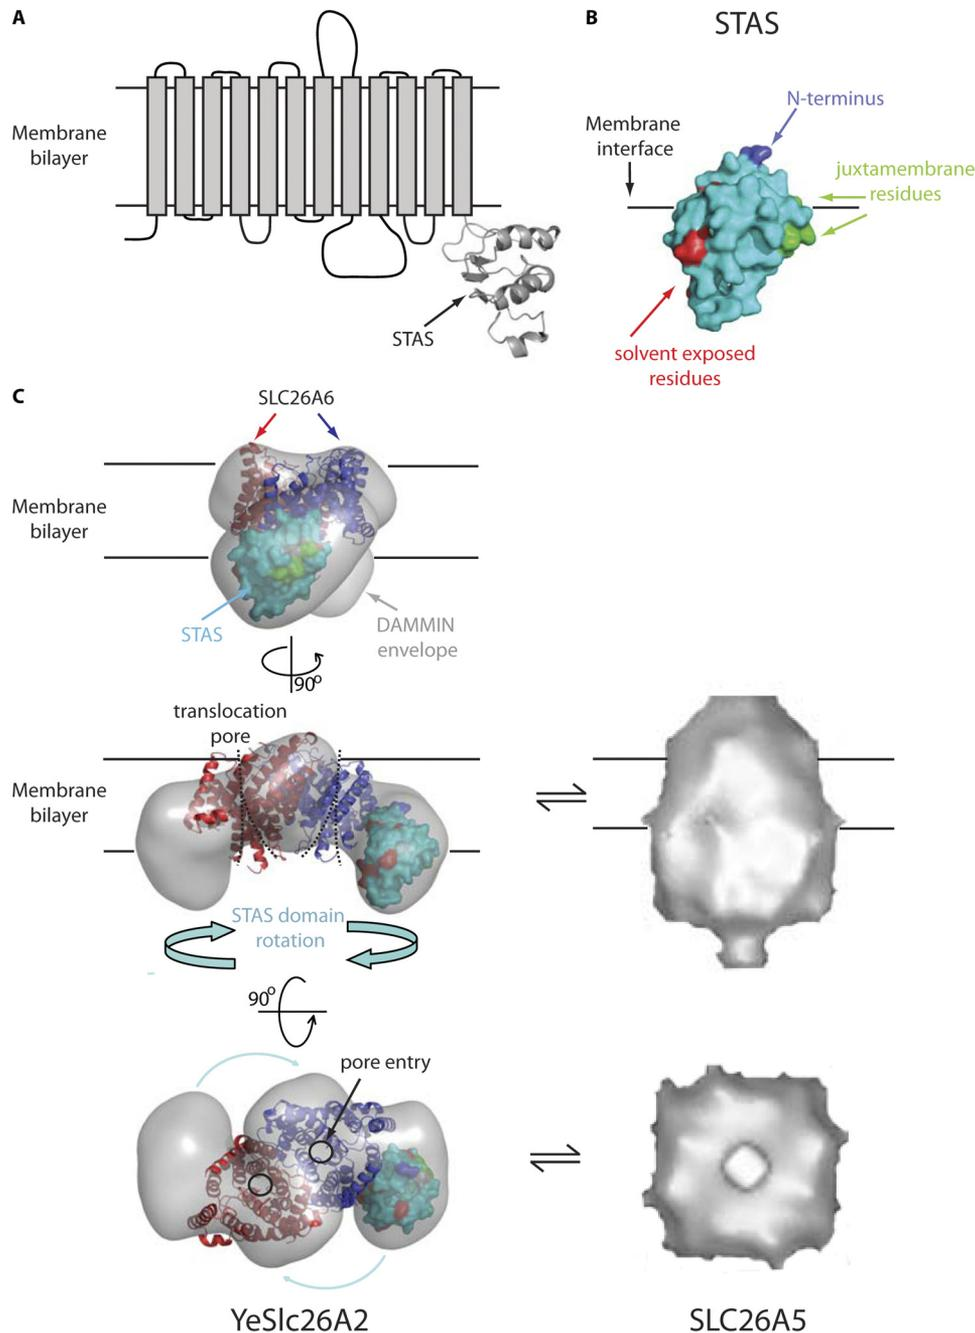 A
B
STAS
Membrane
bilayer
STAS
Membrane
interface
N-terminus
juxtamembrane
residues
solvent exposed
residues
C
SLC26A6
Membrane
bilayer
STAS
DAMMIN
envelope
90°
translocation
pore
Membrane
bilayer
STAS domain
rotation
90°
pore entry
YeSlc26A2
SLC26A5